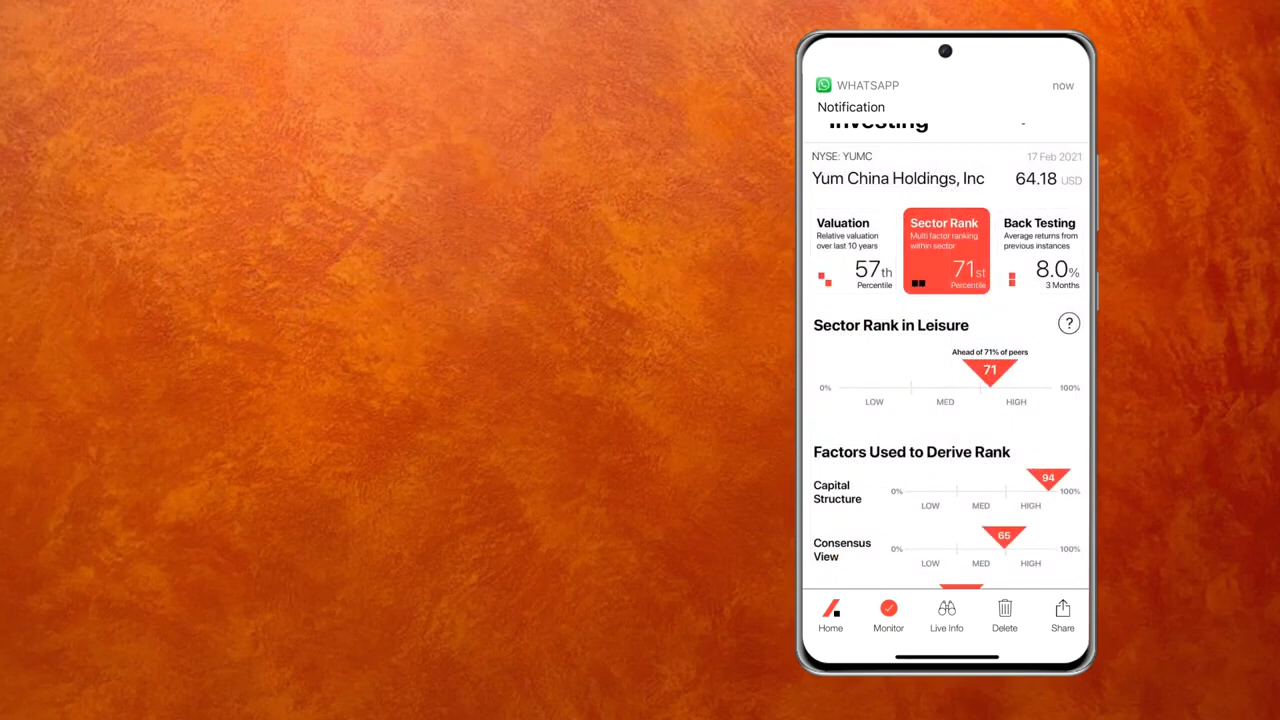 WHATSAPP now
Notification
Investing
NYSE: YUMC 17 Feb 2021
Yum China Holdings, Inc 64.18 USD
Valuation
Relative valuation
over last 10 years
57th
Percentile
Sector Rank
Multi factor ranking
within sector
71st
Percentile
Back Testing
Average returns from
previous instances
8.0%
3 Months
Sector Rank in Leisure ?
Ahead of 71% of peers
71
0% 100%
LOW MED HIGH
Factors Used to Derive Rank
Capital
Structure
94
0% 100%
LOW MED HIGH
Consensus
View
65
0% 100%
LOW MED HIGH
Home Monitor Live Info Delete Share